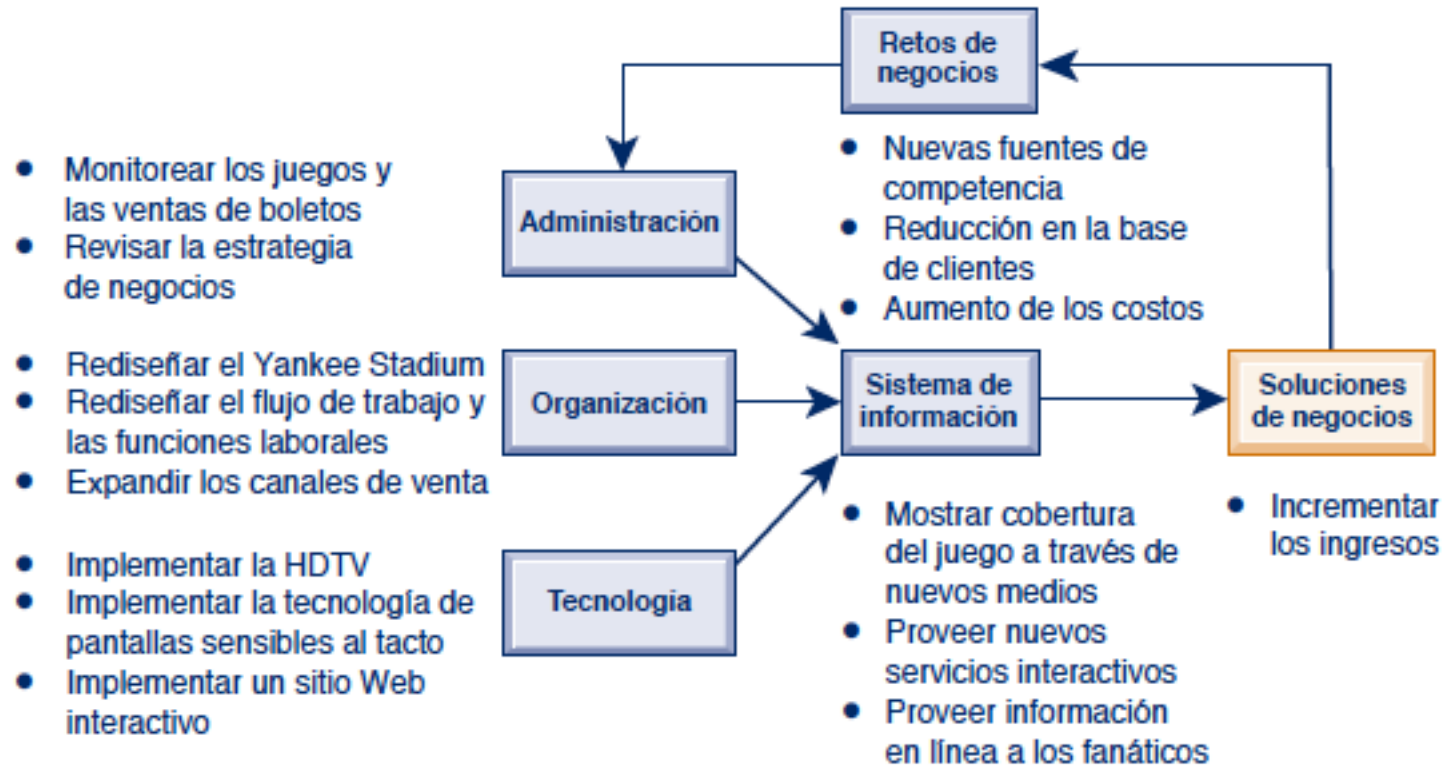 Retos de
negocios
• Nuevas fuentes de
competencia
• Reducción en la base
de clientes
• Aumento de los costos
• Monitorear los juegos y
las ventas de boletos
• Revisar la estrategia
de negocios
Administración
• Rediseñar el Yankee Stadium
• Rediseñar el flujo de trabajo y
las funciones laborales
• Expandir los canales de venta
Organización
• Implementar la HDTV
• Implementar la tecnología de
pantallas sensibles al tacto
• Implementar un sitio Web
interactivo
Tecnología
Sistema de
información
• Mostrar cobertura
del juego a través de
nuevos medios
• Proveer nuevos
servicios interactivos
• Proveer información
en línea a los fanáticos
Soluciones
de negocios
• Incrementar
los ingresos